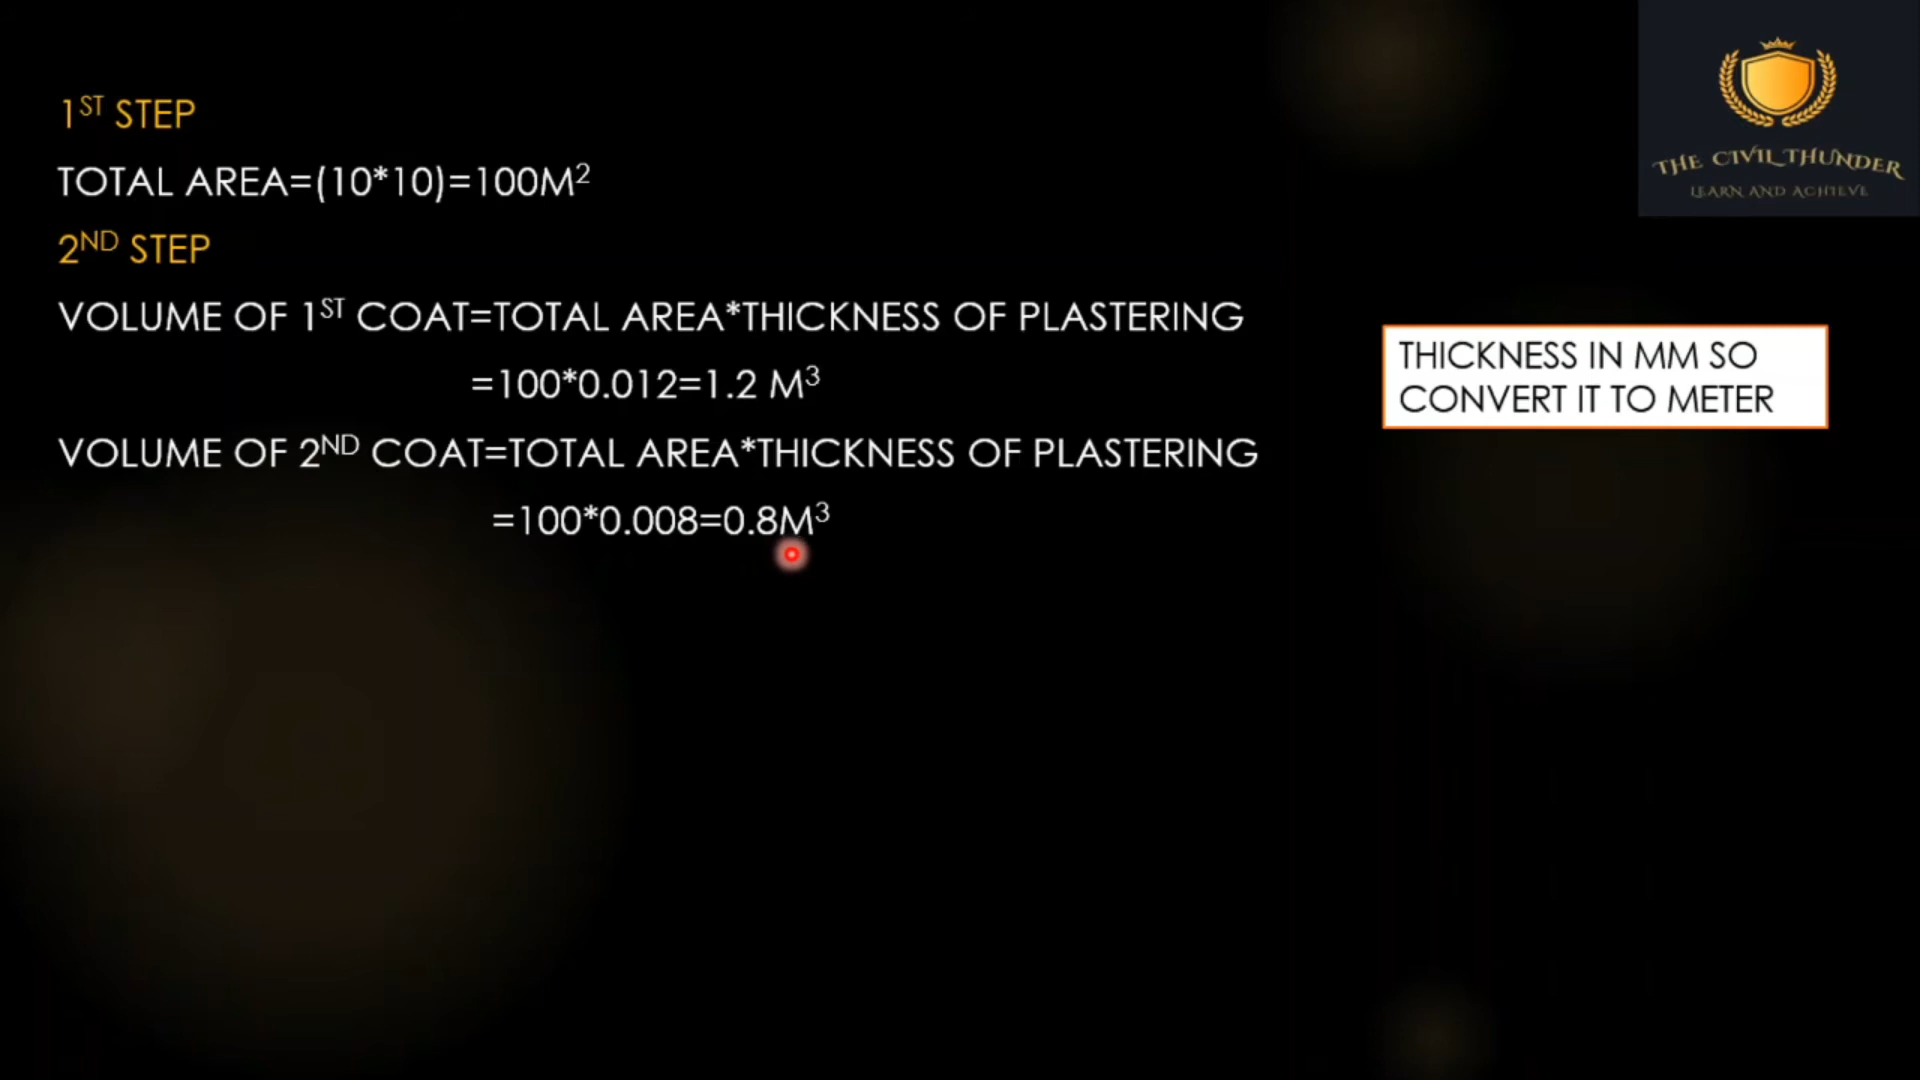 1ST STEP
TOTAL AREA=(10*10)=100M2
2ND STEP
VOLUME OF 1ST COAT=TOTAL AREA*THICKNESS OF PLASTERING
=100*0.012=1.2 M3
VOLUME OF 2ND COAT=TOTAL AREA*THICKNESS OF PLASTERING
=100*0.008=0.8M3
THICKNESS IN MM SO
CONVERT IT TO METER
THE CIVIL THUNDER
LEARN AND ACHIEVE